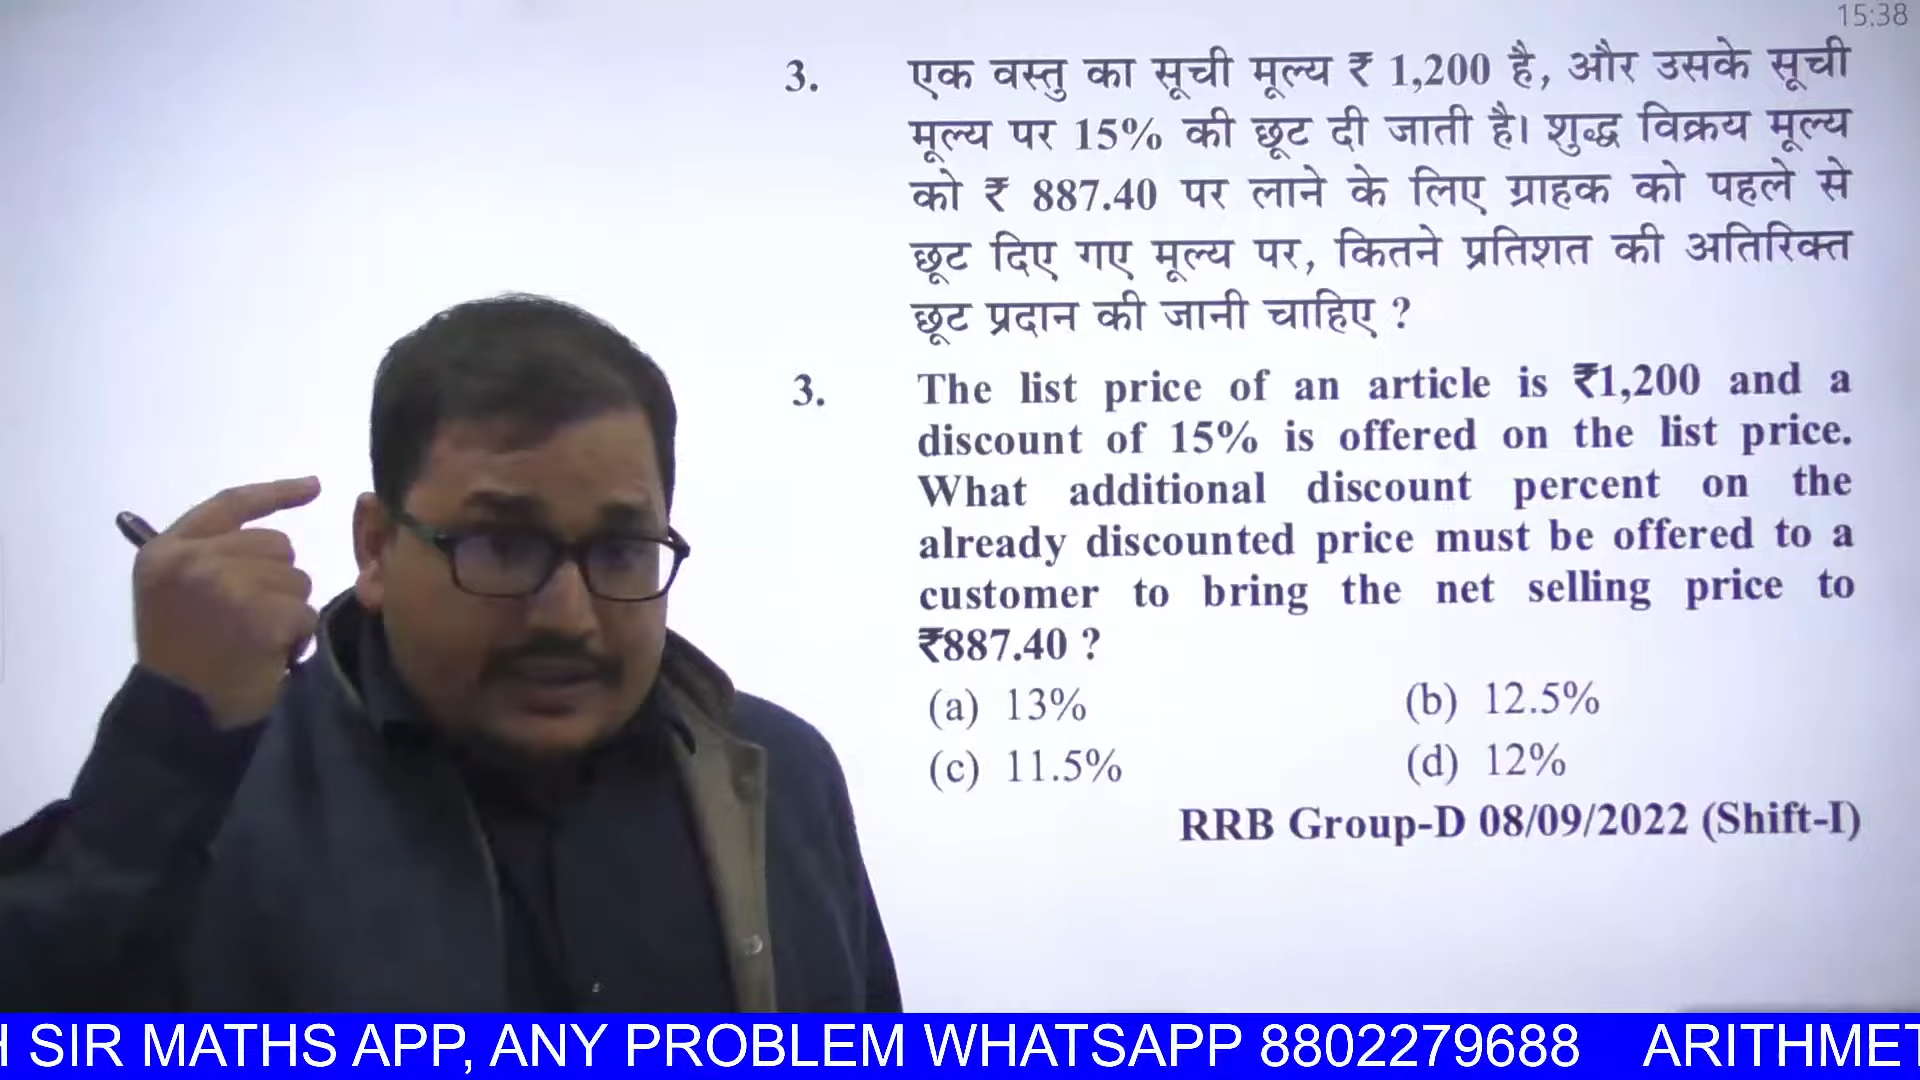 15:38
3. एक वस्तु का सूची मूल्य ₹ 1,200 है, और उसके सूची
मूल्य पर 15% की छूट दी जाती है। शुद्ध विक्रय मूल्य
को ₹ 887.40 पर लाने के लिए ग्राहक को पहले से
छूट दिए गए मूल्य पर, कितने प्रतिशत की अतिरिक्त
छूट प्रदान की जानी चाहिए ?
3. The list price of an article is ₹1,200 and a
discount of 15% is offered on the list price.
What additional discount percent on the
already discounted price must be offered to a
customer to bring the net selling price to
₹887.40 ?
(a) 13% (b) 12.5%
(c) 11.5% (d) 12%
RRB Group-D 08/09/2022 (Shift-I)
H SIR MATHS APP, ANY PROBLEM WHATSAPP 8802279688 ARITHMET